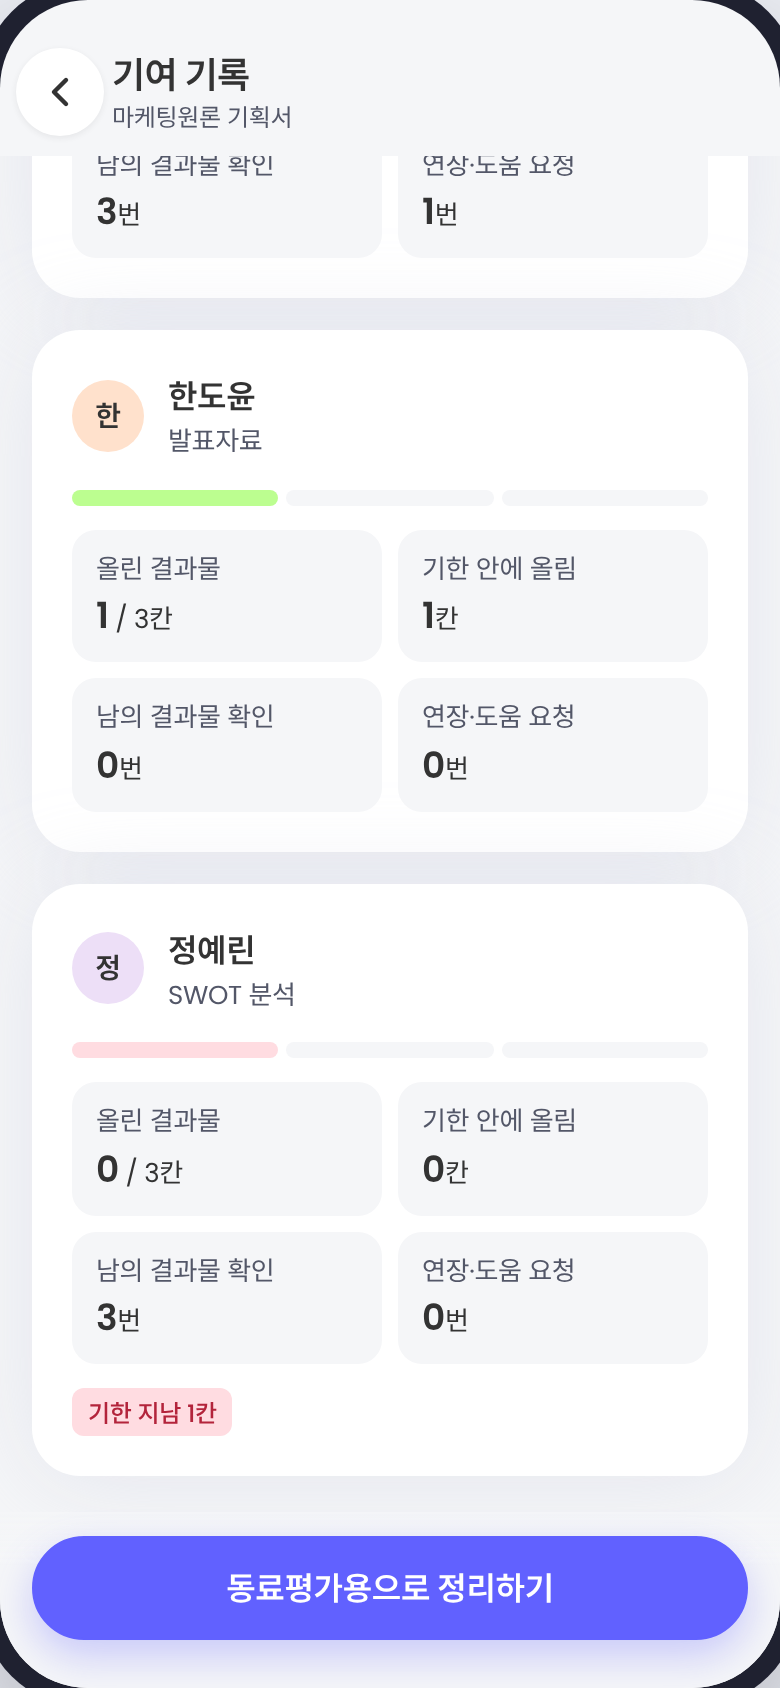 기여 기록
마케팅원론 기획서
남의 결과물 확인
연장·도움 요청
3번
1번
한
한도윤
발표자료
올린 결과물
기한 안에 올림
1 / 3칸
1칸
남의 결과물 확인
연장·도움 요청
0번
0번
정
정예린
SWOT 분석
올린 결과물
기한 안에 올림
0 / 3칸
0칸
남의 결과물 확인
연장·도움 요청
3번
0번
기한 지남 1칸
동료평가용으로 정리하기